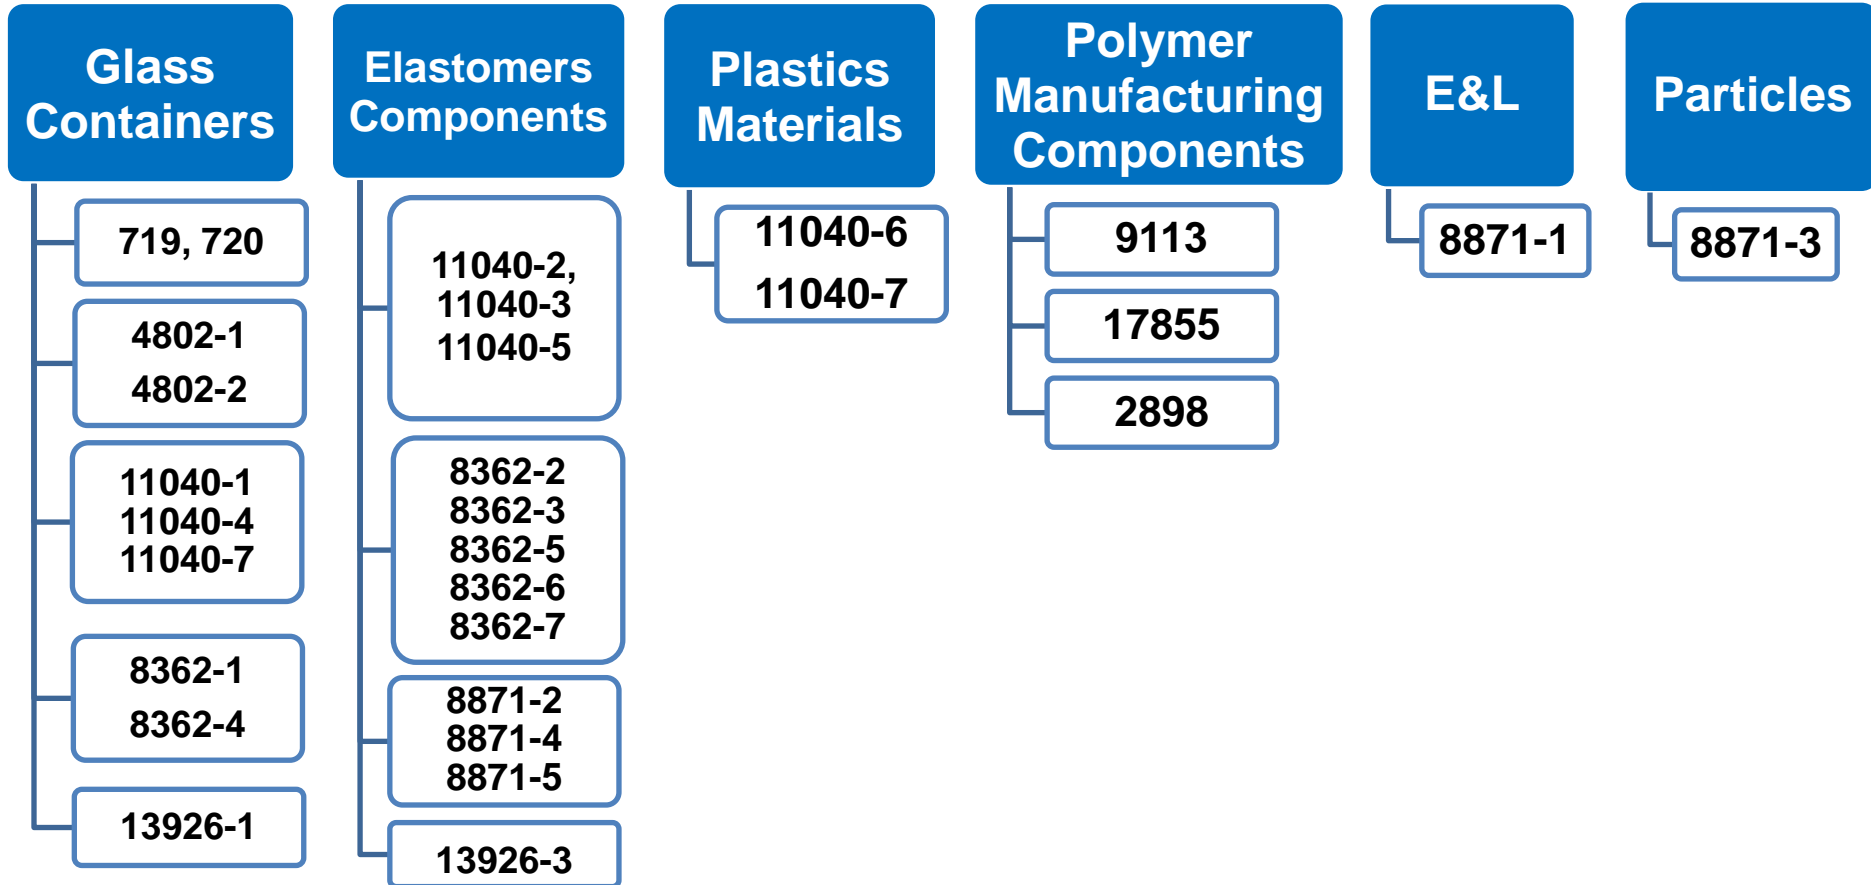 Glass
Containers
719, 720
4802-1
4802-2
11040-1
11040-4
11040-7
8362-1
8362-4
13926-1
Elastomers
Components
11040-2,
11040-3
11040-5
8362-2
8362-3
8362-5
8362-6
8362-7
8871-2
8871-4
8871-5
13926-3
Plastics
Materials
11040-6
11040-7
Polymer
Manufacturing
Components
9113
17855
2898
E&L
8871-1
Particles
8871-3